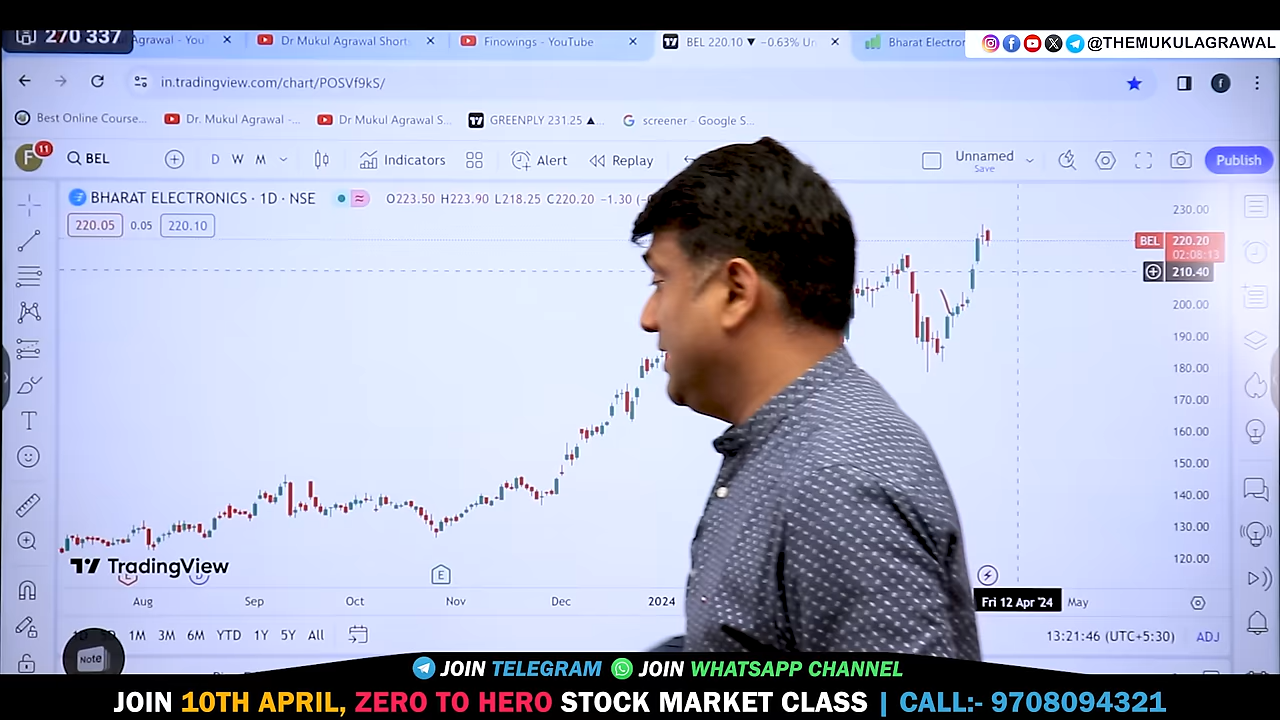 270 337
Agrawal - You
Dr Mukul Agrawal Short
Finowings - YouTube
BEL 220.10 ▼ −0.63% Un
Bharat Electron
@THEMUKULAGRAWAL
in.tradingview.com/chart/POSVf9kS/
Best Online Course...
Dr. Mukul Agrawal -...
Dr Mukul Agrawal S...
GREENPLY 231.25 ▲...
screener - Google S...
F 11
BEL
D W M
Indicators
Alert
Replay
Unnamed
Save
Publish
BHARAT ELECTRONICS · 1D · NSE
O223.50 H223.90 L218.25 C220.20 −1.30
220.05 0.05 220.10
230.00
BEL 220.20
02:08:13
210.40
200.00
190.00
180.00
170.00
160.00
150.00
140.00
130.00
120.00
TradingView
E
Aug Sep Oct Nov Dec 2024 Fri 12 Apr '24 May
1M 3M 6M YTD 1Y 5Y All
13:21:46 (UTC+5:30) ADJ
Note
JOIN TELEGRAM JOIN WHATSAPP CHANNEL
JOIN 10TH APRIL, ZERO TO HERO STOCK MARKET CLASS | CALL:- 9708094321